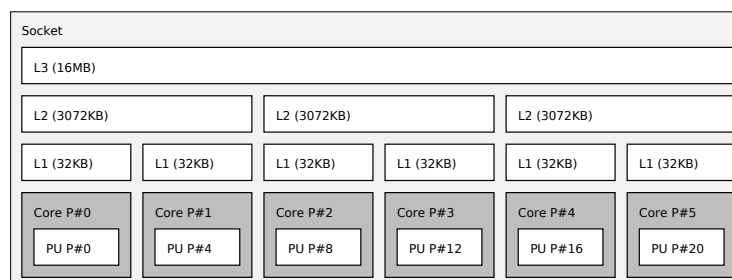 Socket
L3 (16MB)
L2 (3072KB) L2 (3072KB) L2 (3072KB)
L1 (32KB) L1 (32KB) L1 (32KB) L1 (32KB) L1 (32KB) L1 (32KB)
Core P#0 Core P#1 Core P#2 Core P#3 Core P#4 Core P#5
PU P#0 PU P#4 PU P#8 PU P#12 PU P#16 PU P#20